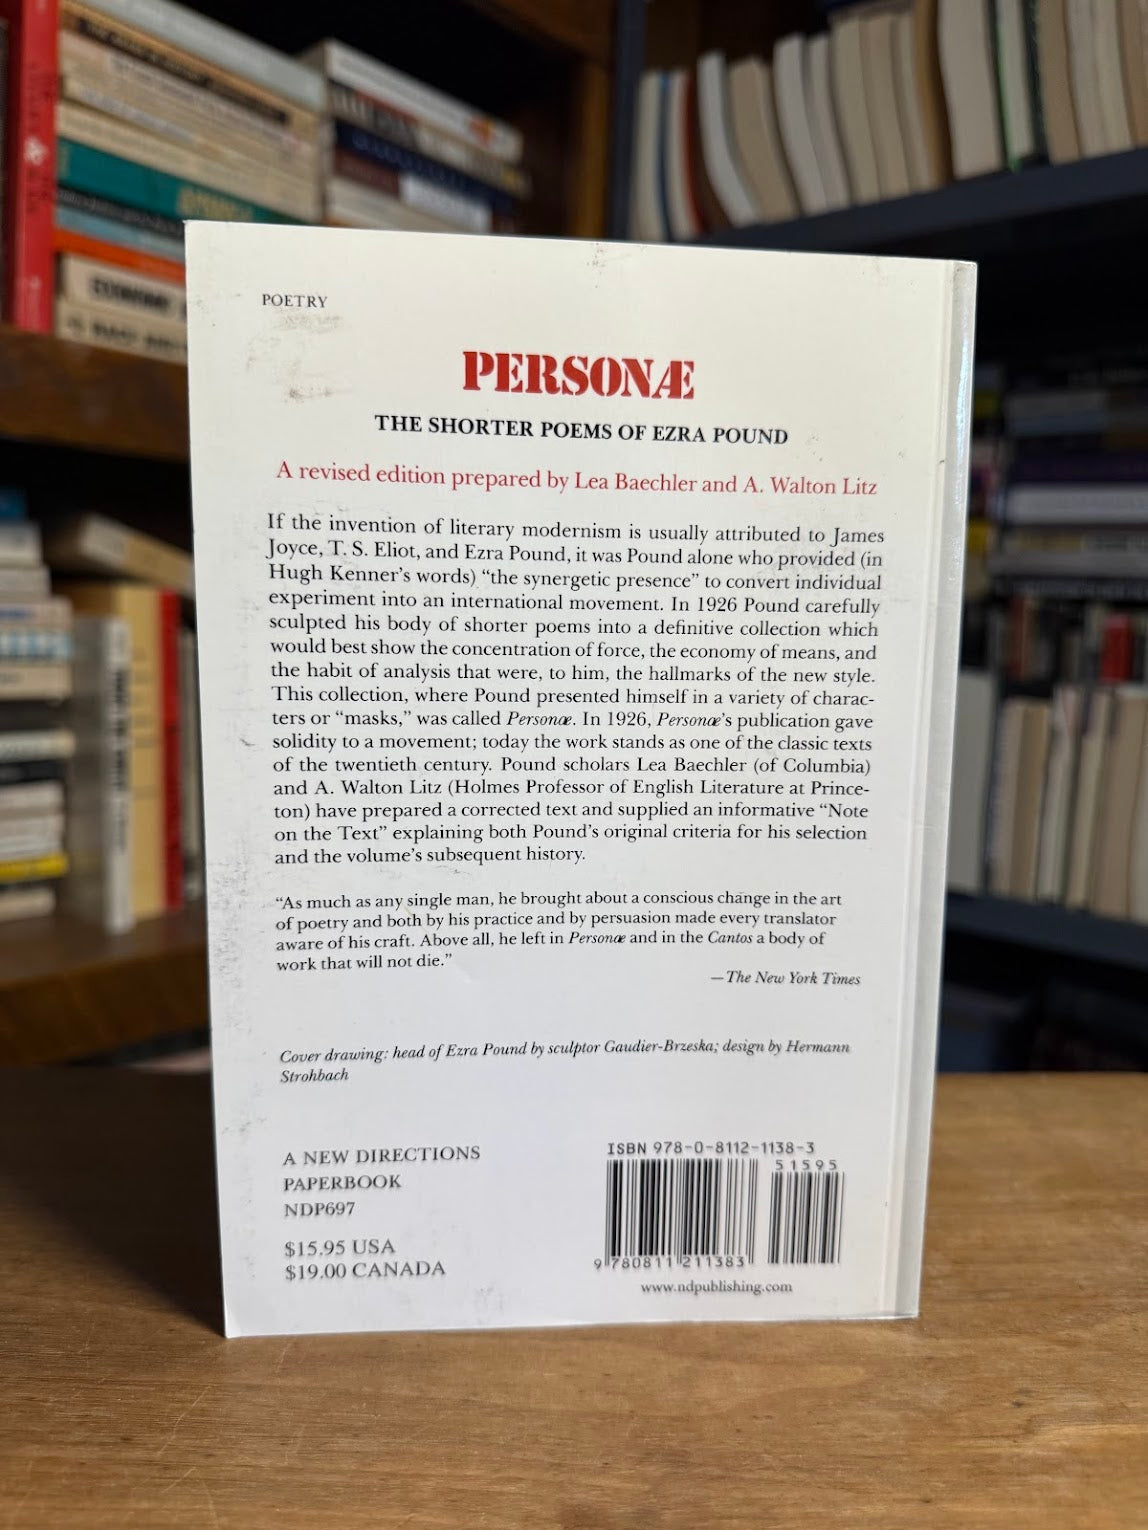 POETRY
PERSONÆ
THE SHORTER POEMS OF EZRA POUND
A revised edition prepared by Lea Baechler and A. Walton Litz
If the invention of literary modernism is usually attributed to James
Joyce, T. S. Eliot, and Ezra Pound, it was Pound alone who provided (in
Hugh Kenner's words) “the synergetic presence” to convert individual
experiment into an international movement. In 1926 Pound carefully
sculpted his body of shorter poems into a definitive collection which
would best show the concentration of force, the economy of means, and
the habit of analysis that were, to him, the hallmarks of the new style.
This collection, where Pound presented himself in a variety of charac-
ters or “masks,” was called Personæ. In 1926, Personæ's publication gave
solidity to a movement; today the work stands as one of the classic texts
of the twentieth century. Pound scholars Lea Baechler (of Columbia)
and A. Walton Litz (Holmes Professor of English Literature at Prince-
ton) have prepared a corrected text and supplied an informative “Note
on the Text” explaining both Pound's original criteria for his selection
and the volume's subsequent history.
“As much as any single man, he brought about a conscious change in the art
of poetry and both by his practice and by persuasion made every translator
aware of his craft. Above all, he left in Personæ and in the Cantos a body of
work that will not die.”
—The New York Times
Cover drawing: head of Ezra Pound by sculptor Gaudier-Brzeska; design by Hermann
Strohbach
A NEW DIRECTIONS
PAPERBOOK
NDP697
$15.95 USA
$19.00 CANADA
ISBN 978-0-8112-1138-3
51595
9 780811 211383
www.ndpublishing.com